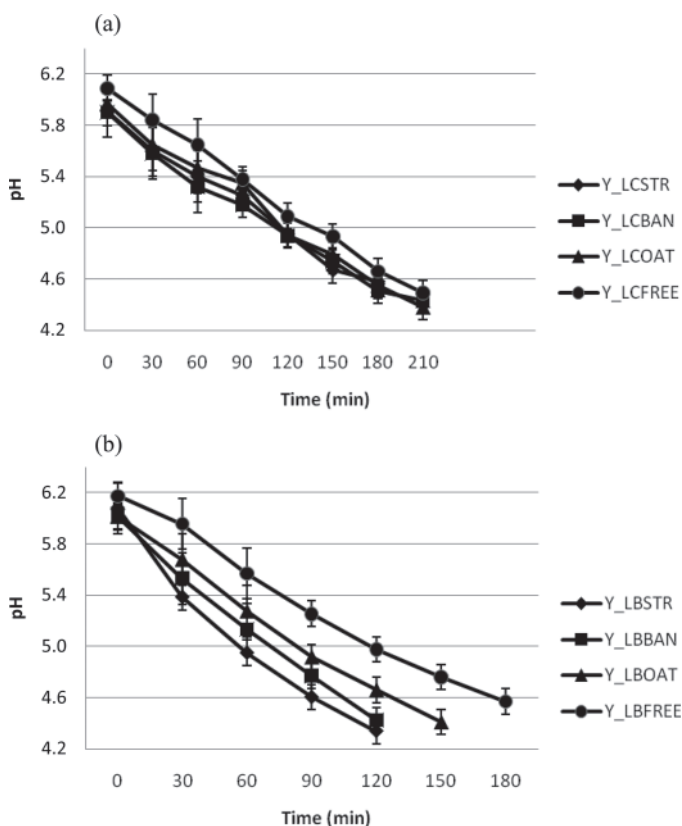 (a)
6.2
5.8
5.4
5.0
4.6
4.2
pH
0 30 60 90 120 150 180 210
Time (min)
Y_LCSTR
Y_LCBAN
Y_LCOAT
Y_LCFREE
(b)
6.2
5.8
5.4
5.0
4.6
4.2
pH
0 30 60 90 120 150 180
Time (min)
Y_LBSTR
Y_LBBAN
Y_LBOAT
Y_LBFREE